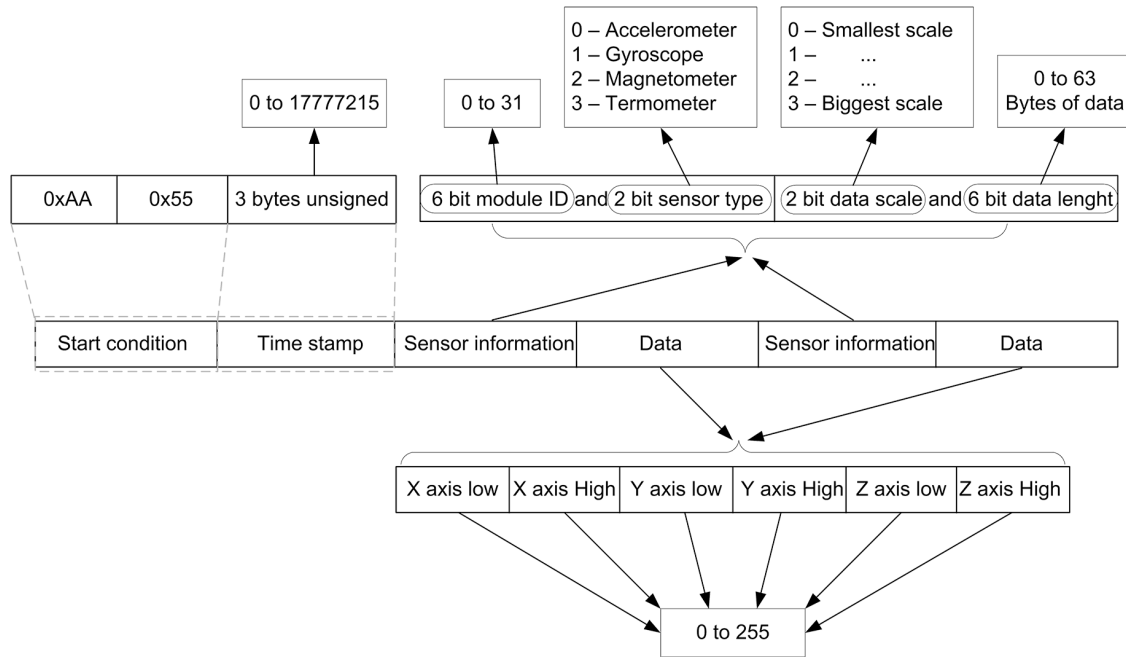 0 – Accelerometer
1 – Gyroscope
2 – Magnetometer
3 – Termometer
0 – Smallest scale
1 – ...
2 – ...
3 – Biggest scale
0 to 17777215
0 to 31
0 to 63
Bytes of data
0xAA
0x55
3 bytes unsigned
6 bit module ID and 2 bit sensor type
2 bit data scale and 6 bit data lenght
Start condition
Time stamp
Sensor information
Data
Sensor information
Data
X axis low
X axis High
Y axis low
Y axis High
Z axis low
Z axis High
0 to 255